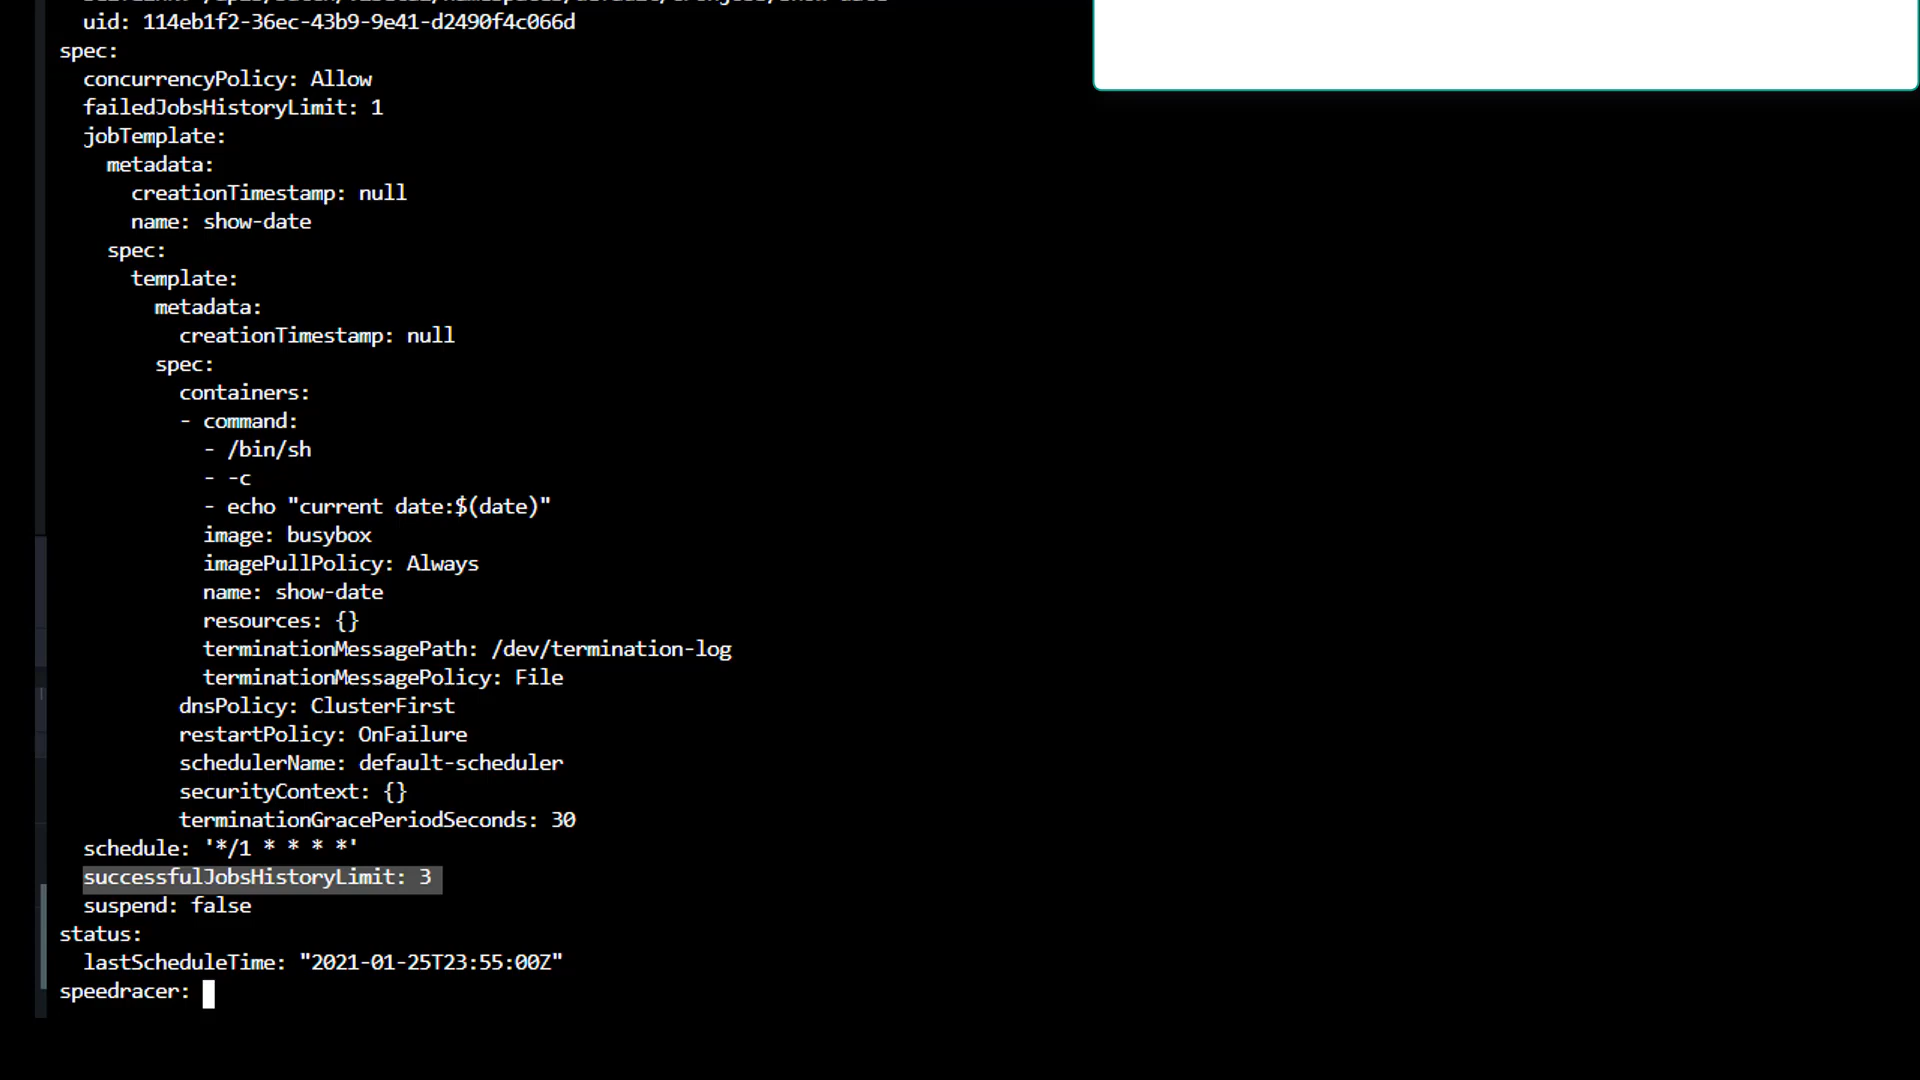 uid: 114eb1f2-36ec-43b9-9e41-d2490f4c066d
spec:
concurrencyPolicy: Allow
failedJobsHistoryLimit: 1
jobTemplate:
metadata:
creationTimestamp: null
name: show-date
spec:
template:
metadata:
creationTimestamp: null
spec:
containers:
- command:
- /bin/sh
- -c
- echo "current date:$(date)"
image: busybox
imagePullPolicy: Always
name: show-date
resources: {}
terminationMessagePath: /dev/termination-log
terminationMessagePolicy: File
dnsPolicy: ClusterFirst
restartPolicy: OnFailure
schedulerName: default-scheduler
securityContext: {}
terminationGracePeriodSeconds: 30
schedule: '*/1 * * * *'
successfulJobsHistoryLimit: 3
suspend: false
status:
lastScheduleTime: "2021-01-25T23:55:00Z"
speedracer: